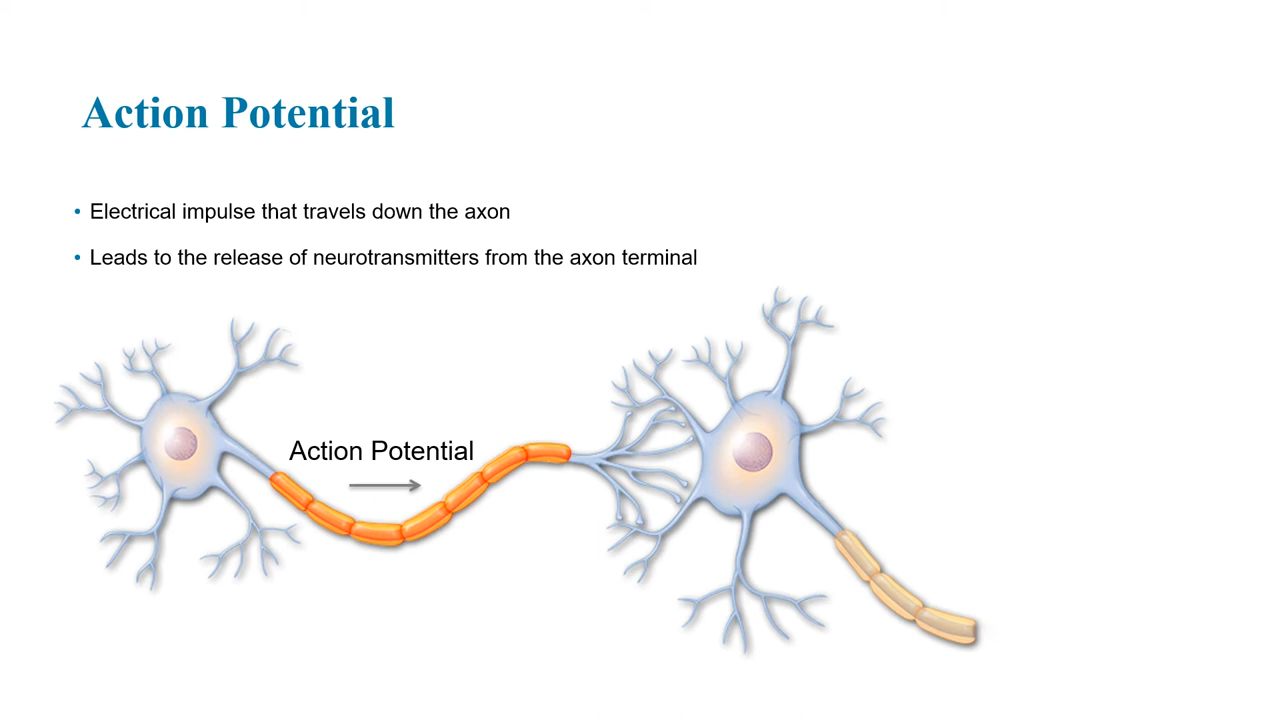 Action Potential
• Electrical impulse that travels down the axon
• Leads to the release of neurotransmitters from the axon terminal
Action Potential